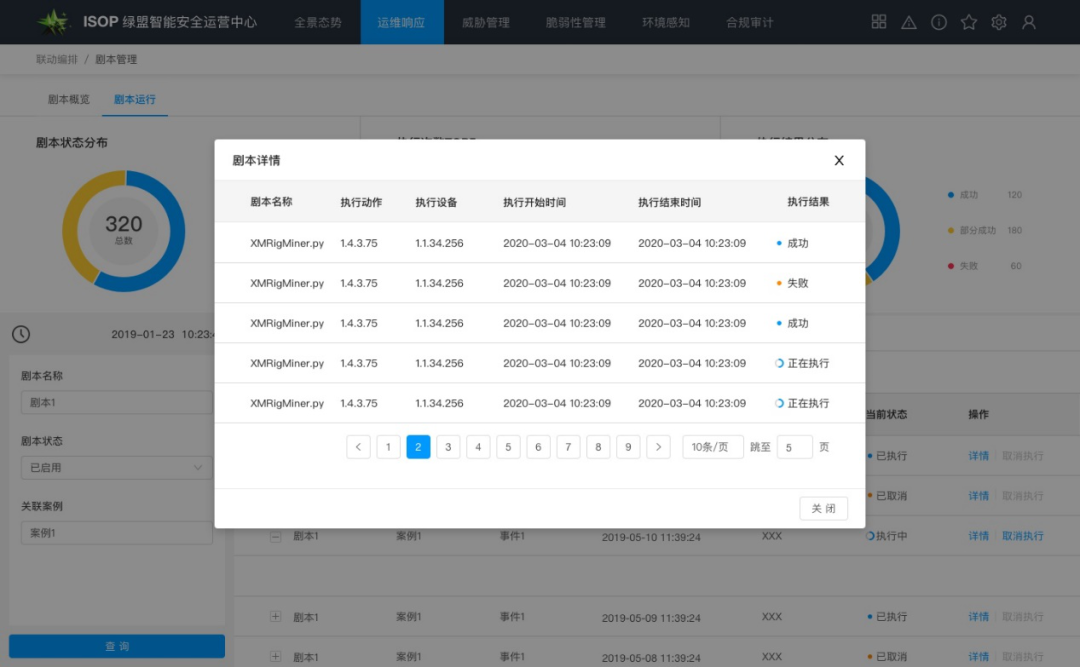 ISOP 绿盟智能安全运营中心 全景态势 运维响应 威胁管理 脆弱性管理 环境感知 合规审计
联动编排 / 剧本管理
剧本概览 剧本运行
剧本状态分布
320
总数
成功 120
部分成功 180
失败 60
剧本详情 X
剧本名称 执行动作 执行设备 执行开始时间 执行结束时间 执行结果
XMRigMiner.py 1.4.3.75 1.1.34.256 2020-03-04 10:23:09 2020-03-04 10:23:09 成功
XMRigMiner.py 1.4.3.75 1.1.34.256 2020-03-04 10:23:09 2020-03-04 10:23:09 失败
XMRigMiner.py 1.4.3.75 1.1.34.256 2020-03-04 10:23:09 2020-03-04 10:23:09 成功
XMRigMiner.py 1.4.3.75 1.1.34.256 2020-03-04 10:23:09 2020-03-04 10:23:09 正在执行
XMRigMiner.py 1.4.3.75 1.1.34.256 2020-03-04 10:23:09 2020-03-04 10:23:09 正在执行
< 1 2 3 4 5 6 7 8 9 > 10条/页 跳至 5 页
关 闭
2019-01-23 10:23:
剧本名称
剧本1
剧本状态
已启用
关联案例
案例1
查 询
当前状态 操作
已执行 详情 取消执行
已取消 详情 取消执行
剧本1 案例1 事件1 2019-05-10 11:39:24 XXX 执行中 详情 取消执行
剧本1 案例1 事件1 2019-05-09 11:39:24 XXX 已执行 详情 取消执行
剧本1 案例1 事件1 2019-05-08 11:39:24 XXX 已取消 详情 取消执行